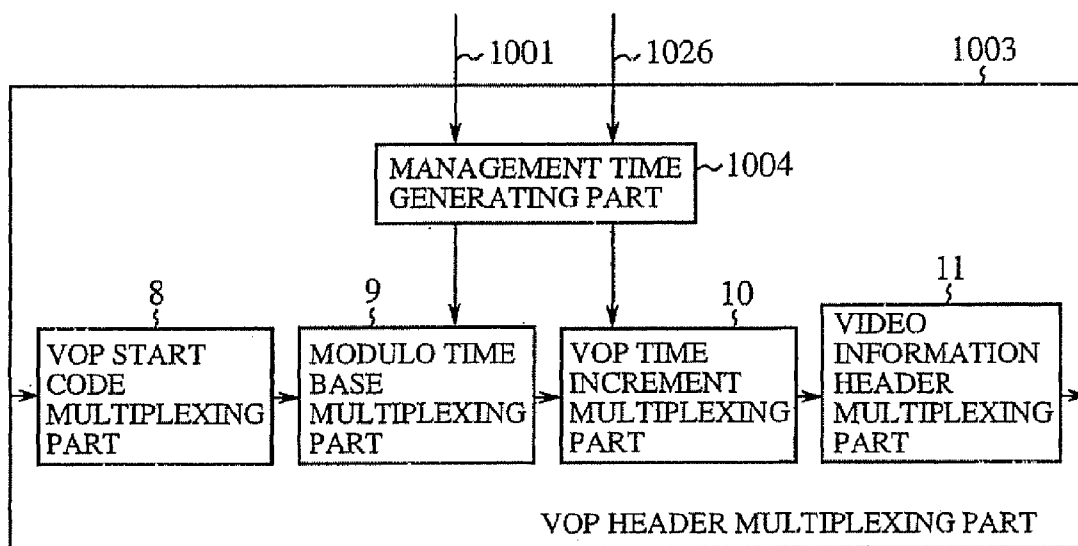 1001
1026
1003
MANAGEMENT TIME
GENERATING PART
1004
8
9
10
11
VOP START
CODE
MULTIPLEXING
PART
MODULO TIME
BASE
MULTIPLEXING
PART
VOP TIME
INCREMENT
MULTIPLEXING
PART
VIDEO
INFORMATION
HEADER
MULTIPLEXING
PART
VOP HEADER MULTIPLEXING PART